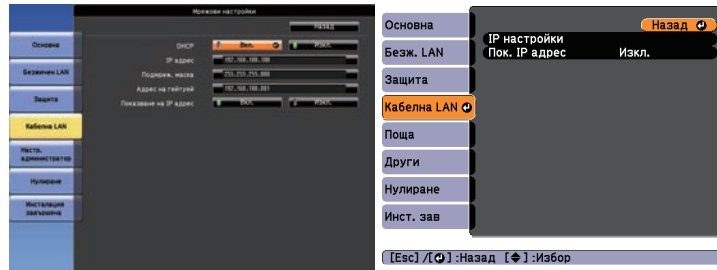 Мрежови настройки
Назад
Основна
Безжичен LAN
Защита
Кабелна LAN
Настр. администратор
Нулиране
Инсталация завършена
DHCP Вкл. Изкл.
IP адрес 192.168.100.100
Подмреж. маска 255.255.255.000
Адрес на гейтуей 192.168.100.001
Показване на IP адрес Вкл. Изкл.
Основна
Безж. LAN
Защита
Кабелна LAN
Поща
Други
Нулиране
Инст. зав
Назад
IP настройки
Пок. IP адрес Изкл.
[Esc] /[ ] :Назад [ ] :Избор